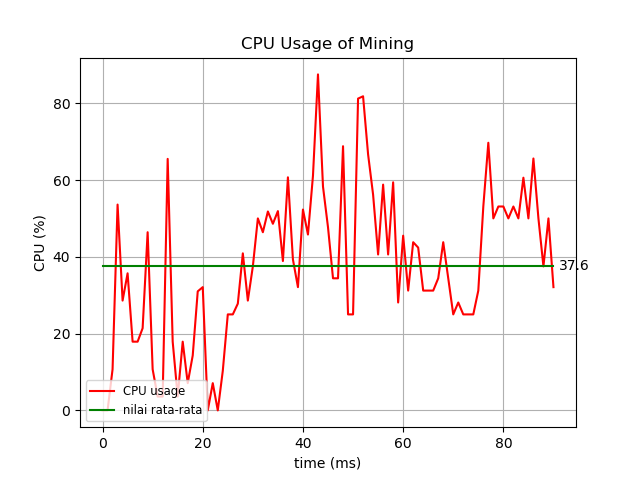 CPU Usage of Mining
CPU (%)
80
60
40
20
0
37.6
CPU usage
nilai rata-rata
0 20 40 60 80
time (ms)